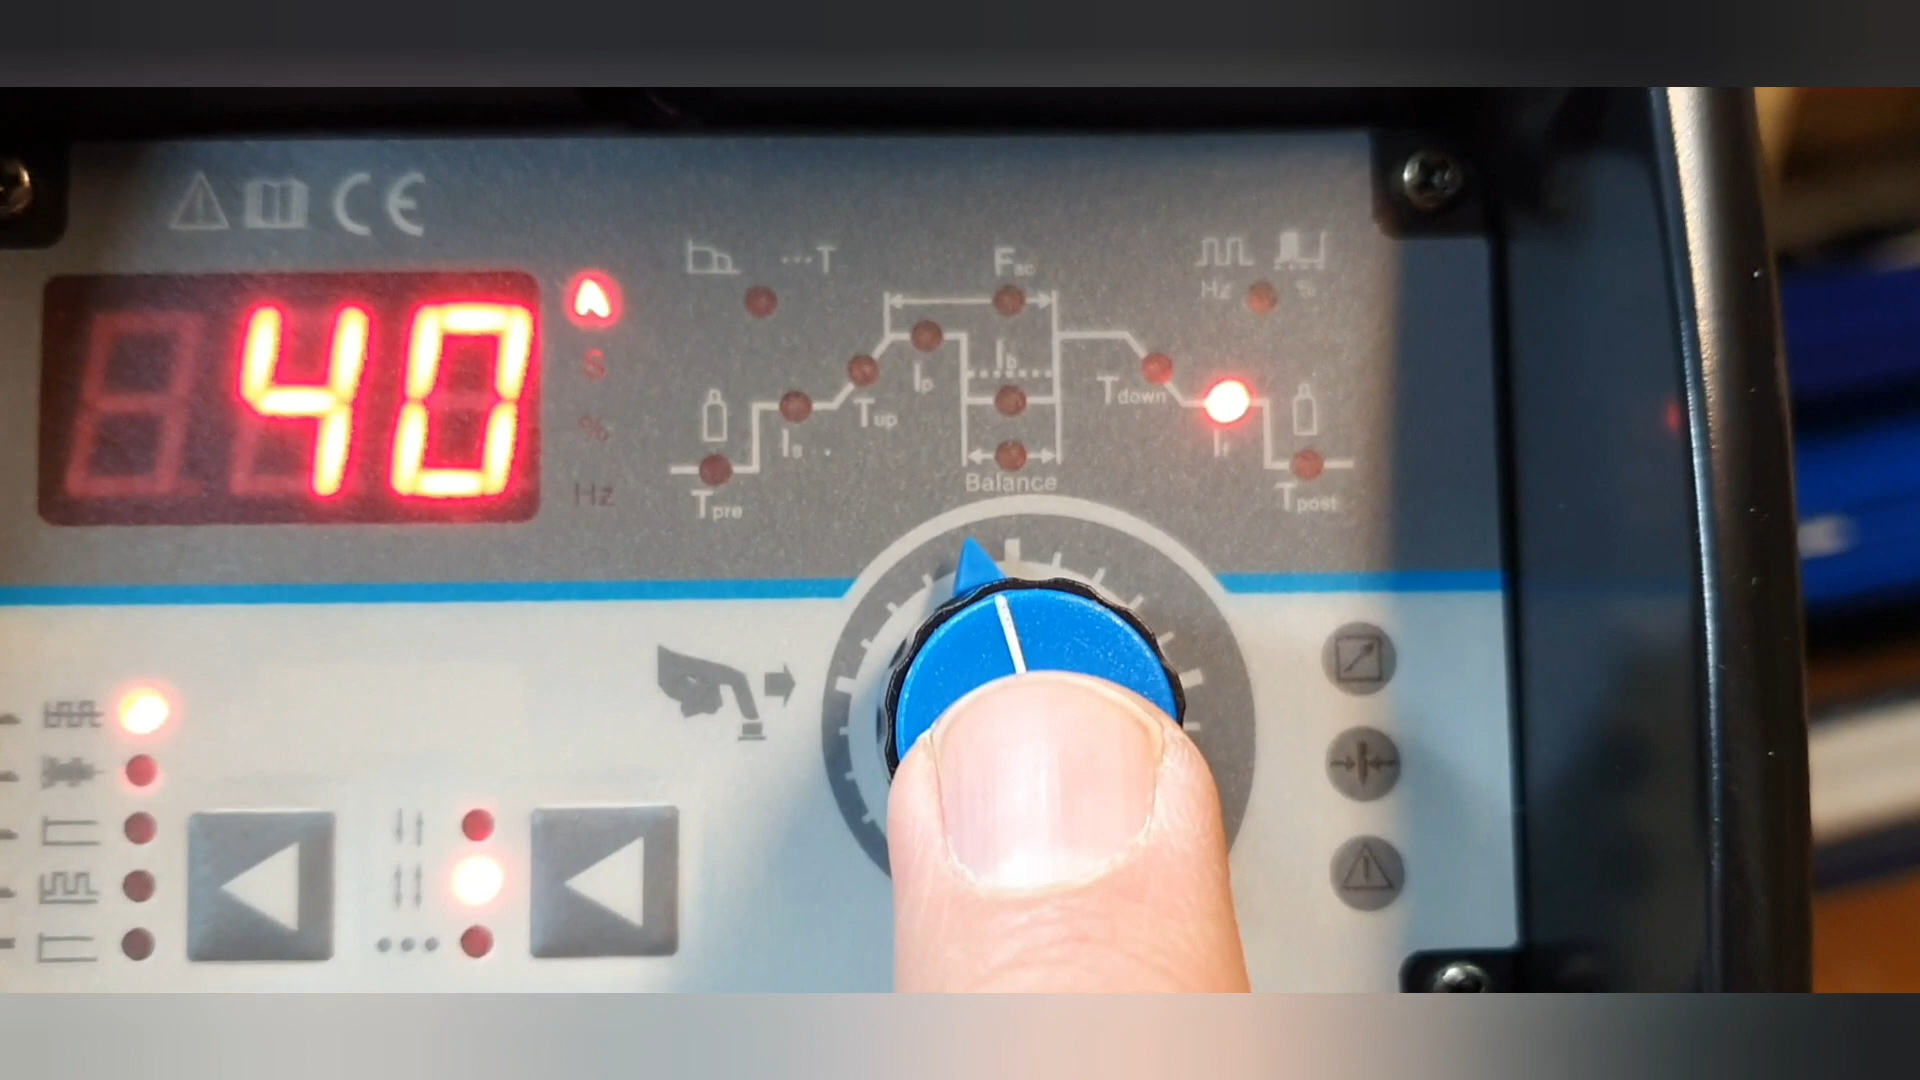 CE
40
A
S
%
Hz
...T
Fac
Hz %
Ib
Ip
Tup
Is
Tdown
If
Tpre
Balance
Tpost